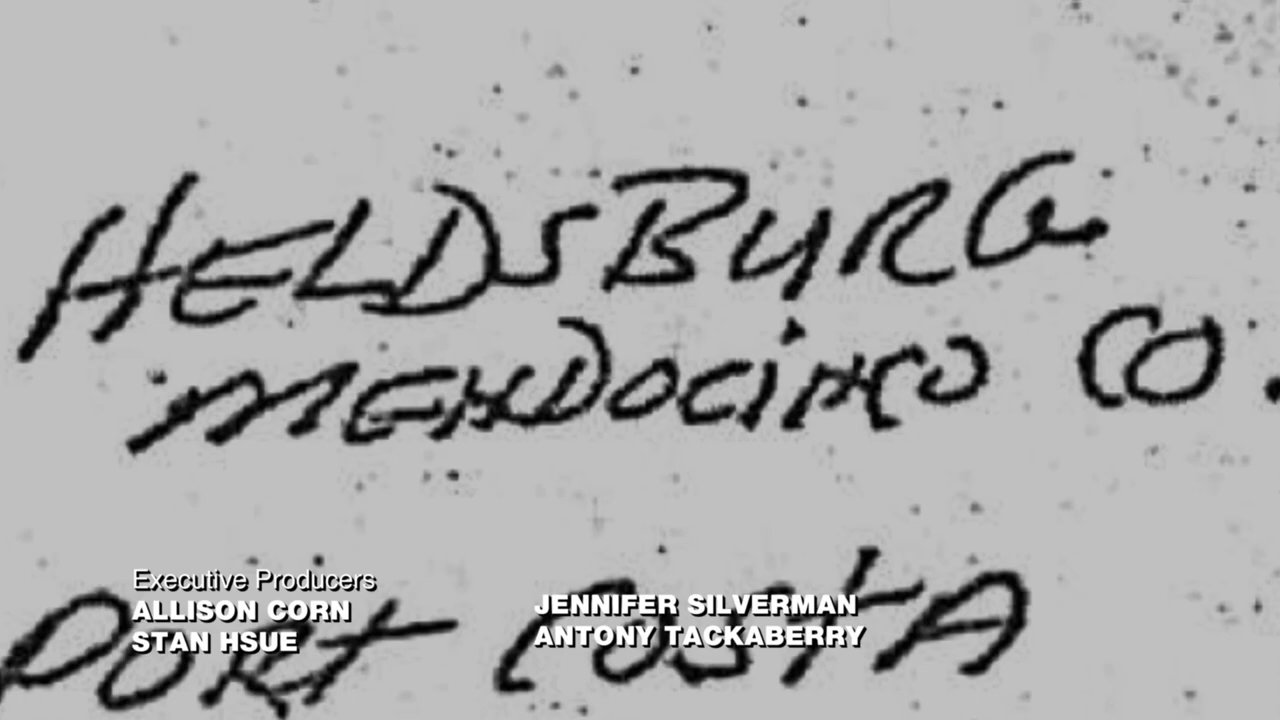 HELDSBURG
MENDOCINO CO.
PORT COSTA
Executive Producers
ALLISON CORN
STAN HSUE
JENNIFER SILVERMAN
ANTONY TACKABERRY